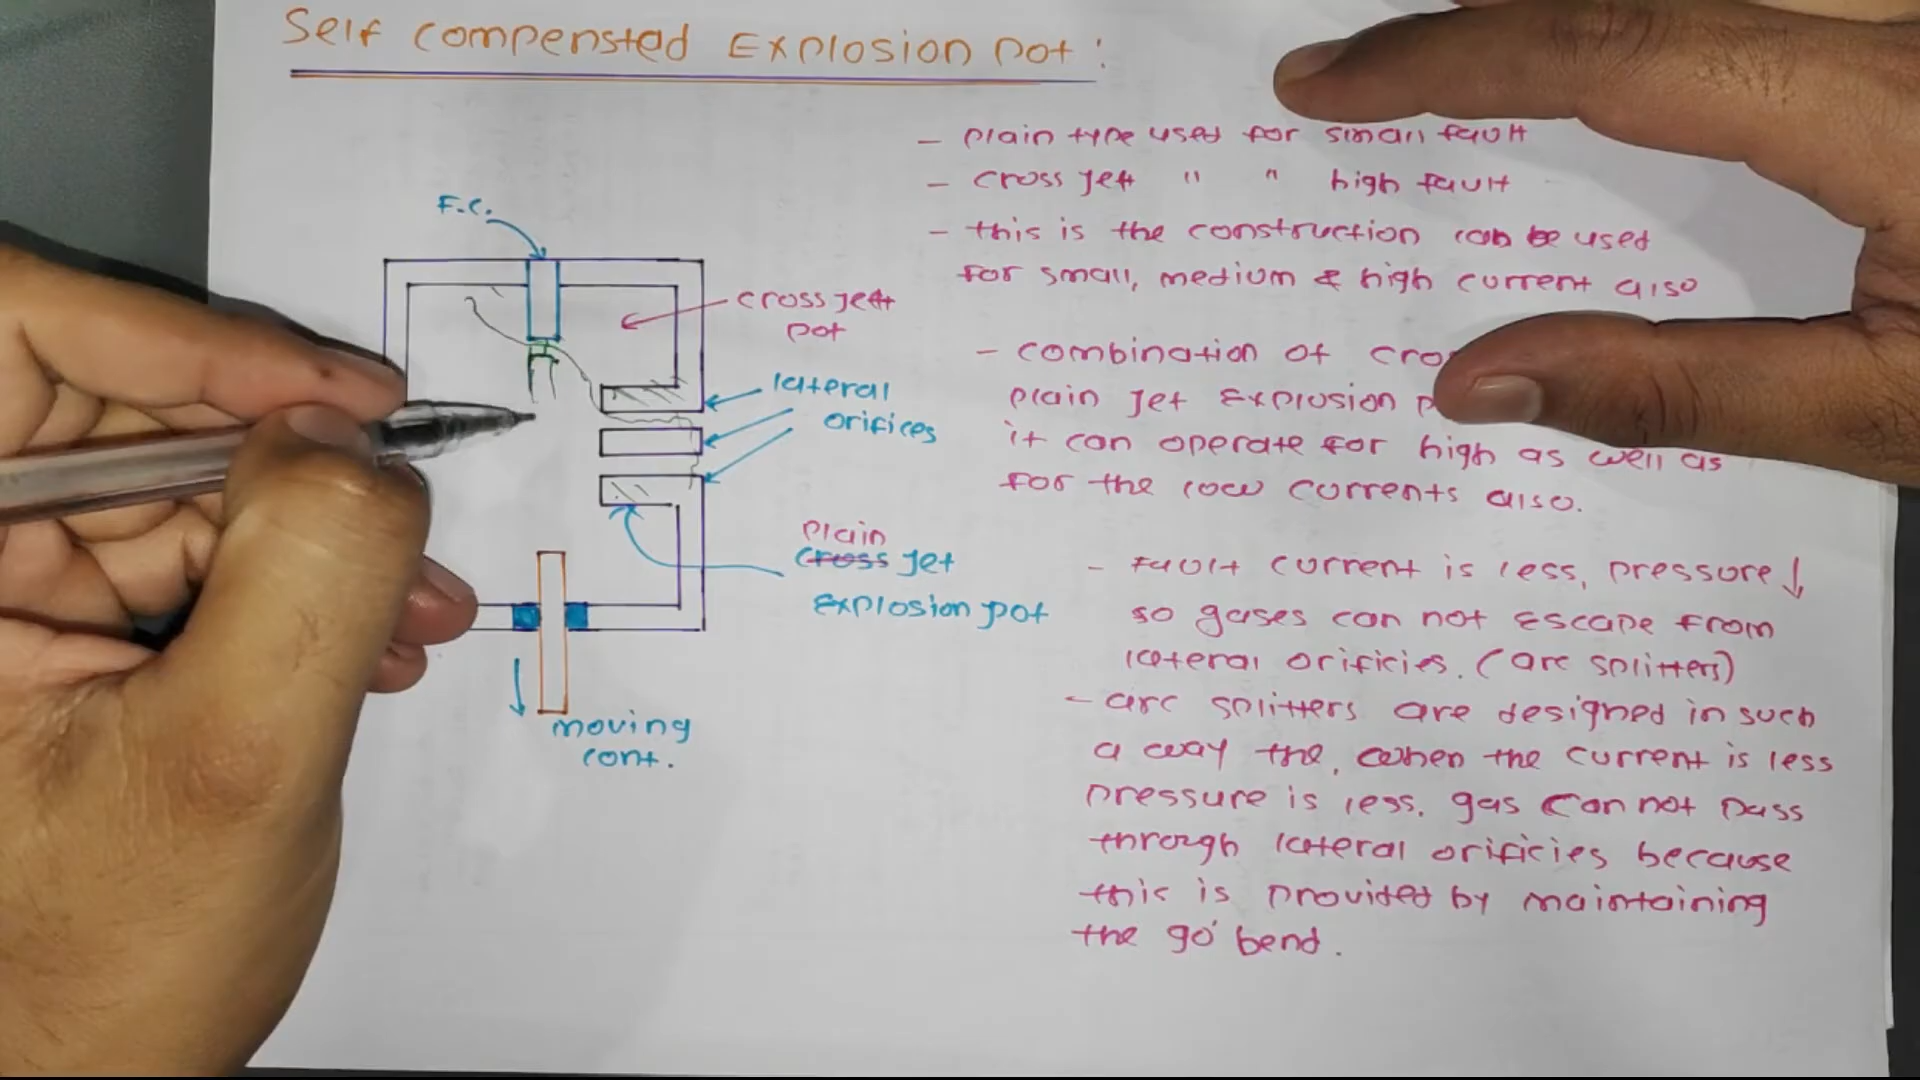 Self compensted Explosion pot:
- plain type used for small fault
- cross jett " " high fault
- this is the construction can be used
for small, medium & high current also
F.C.
cross jett
pot
- combination of
plain jet Explosion
it can operate for high as well as
for the low currents also.
lateral
orifices
plain
cross jet
Explosion pot
- fault current is less, pressure ↓
so gases can not escape from
lateral orificies. (arc splitters)
- arc splitters are designed in such
a way the, when the current is less
pressure is less. gas can not pass
through lateral orificies because
this is provided by maintaining
the 90° bend.
moving
cont.